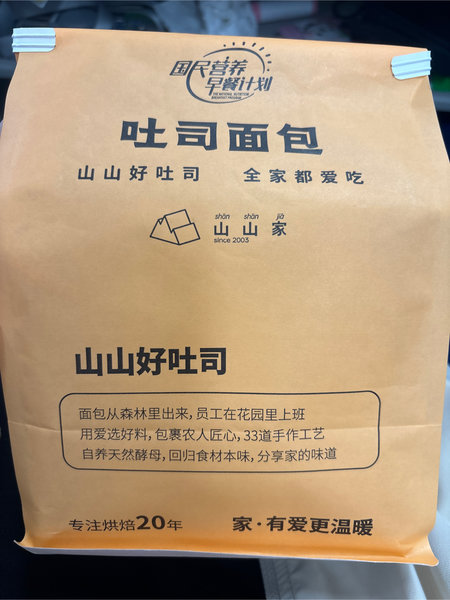 国民营养
早餐计划
THE NATIONAL NUTRITION
BREAKFAST PROGRAM
吐司面包
山山好吐司 全家都爱吃
shān shān jiā
山山家
since 2003
山山好吐司
面包从森林里出来,员工在花园里上班
用爱选好料,包裹农人匠心,33道手作工艺
自养天然酵母,回归食材本味,分享家的味道
专注烘焙20年 家·有爱更温暖